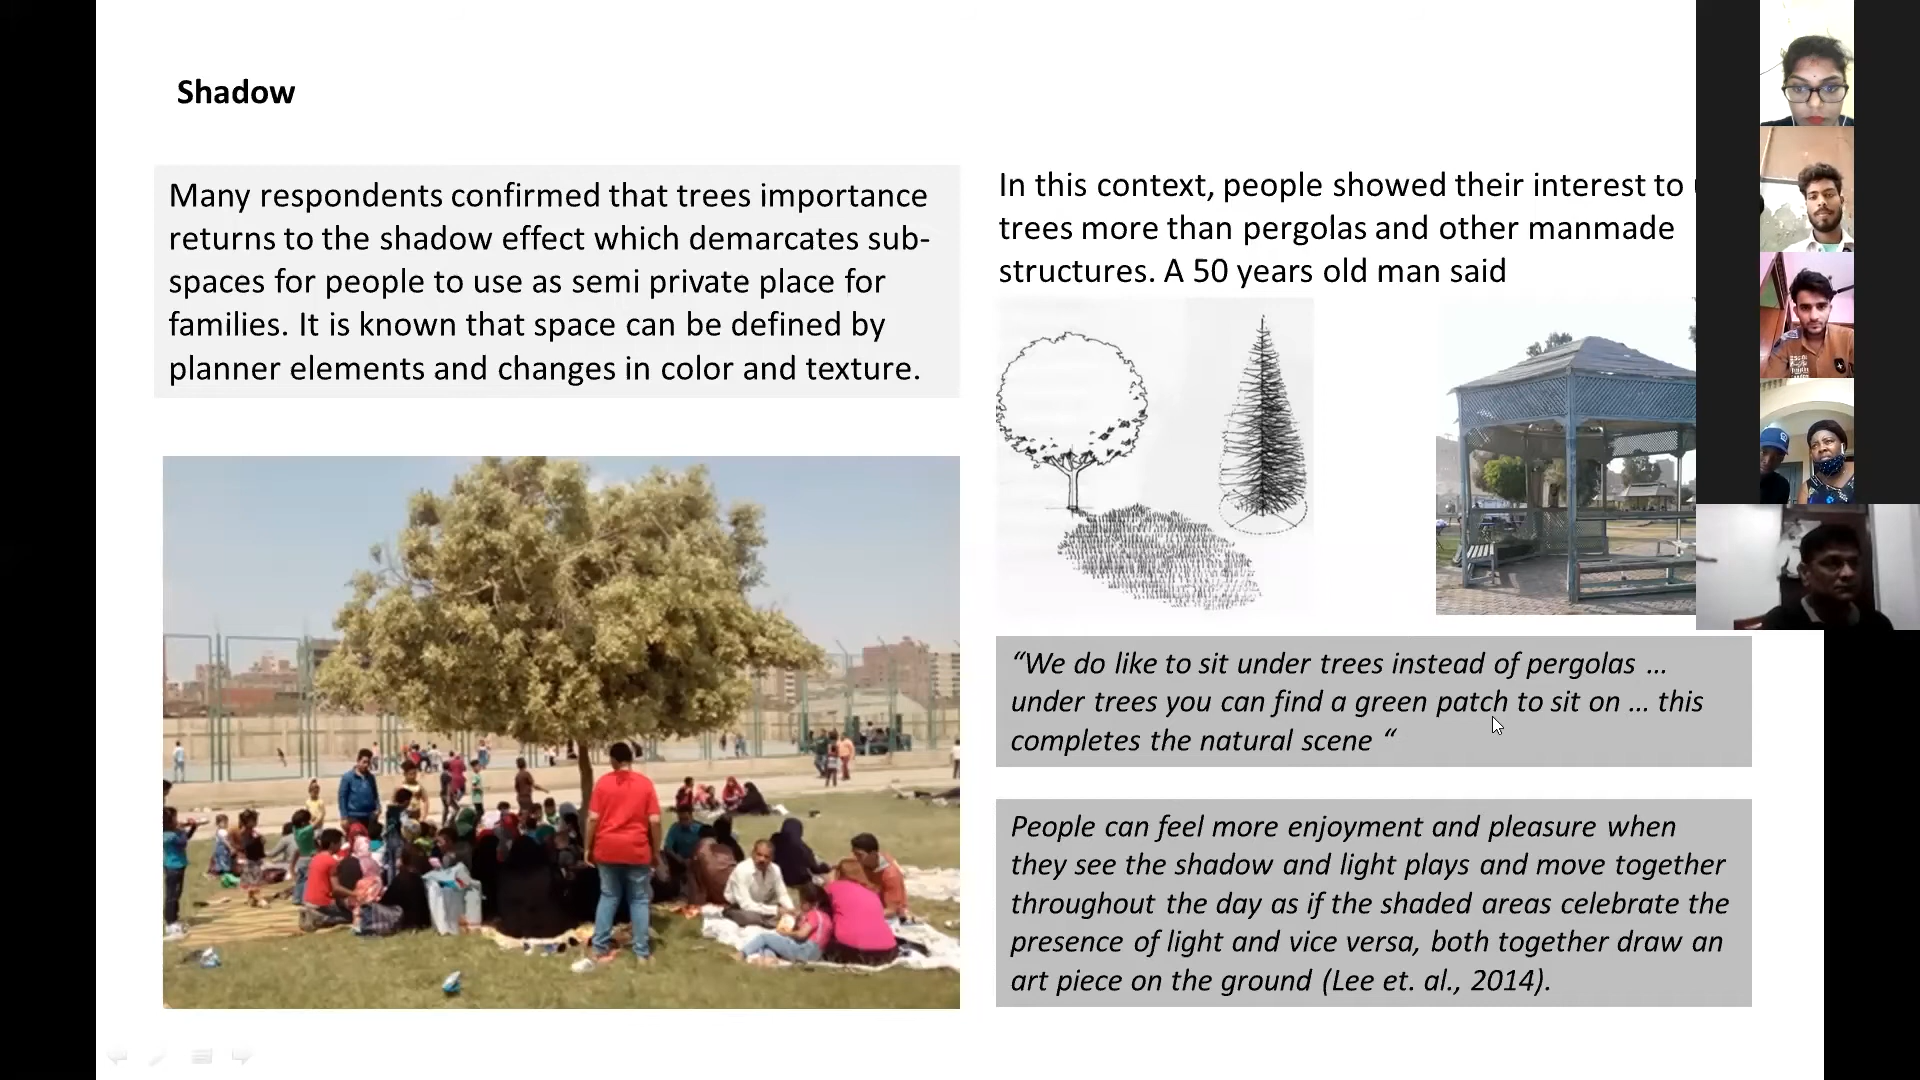 Shadow
Many respondents confirmed that trees importance
returns to the shadow effect which demarcates sub-
spaces for people to use as semi private place for
families. It is known that space can be defined by
planner elements and changes in color and texture.
In this context, people showed their interest to
trees more than pergolas and other manmade
structures. A 50 years old man said
“We do like to sit under trees instead of pergolas ...
under trees you can find a green patch to sit on ... this
completes the natural scene “
People can feel more enjoyment and pleasure when
they see the shadow and light plays and move together
throughout the day as if the shaded areas celebrate the
presence of light and vice versa, both together draw an
art piece on the ground (Lee et. al., 2014).